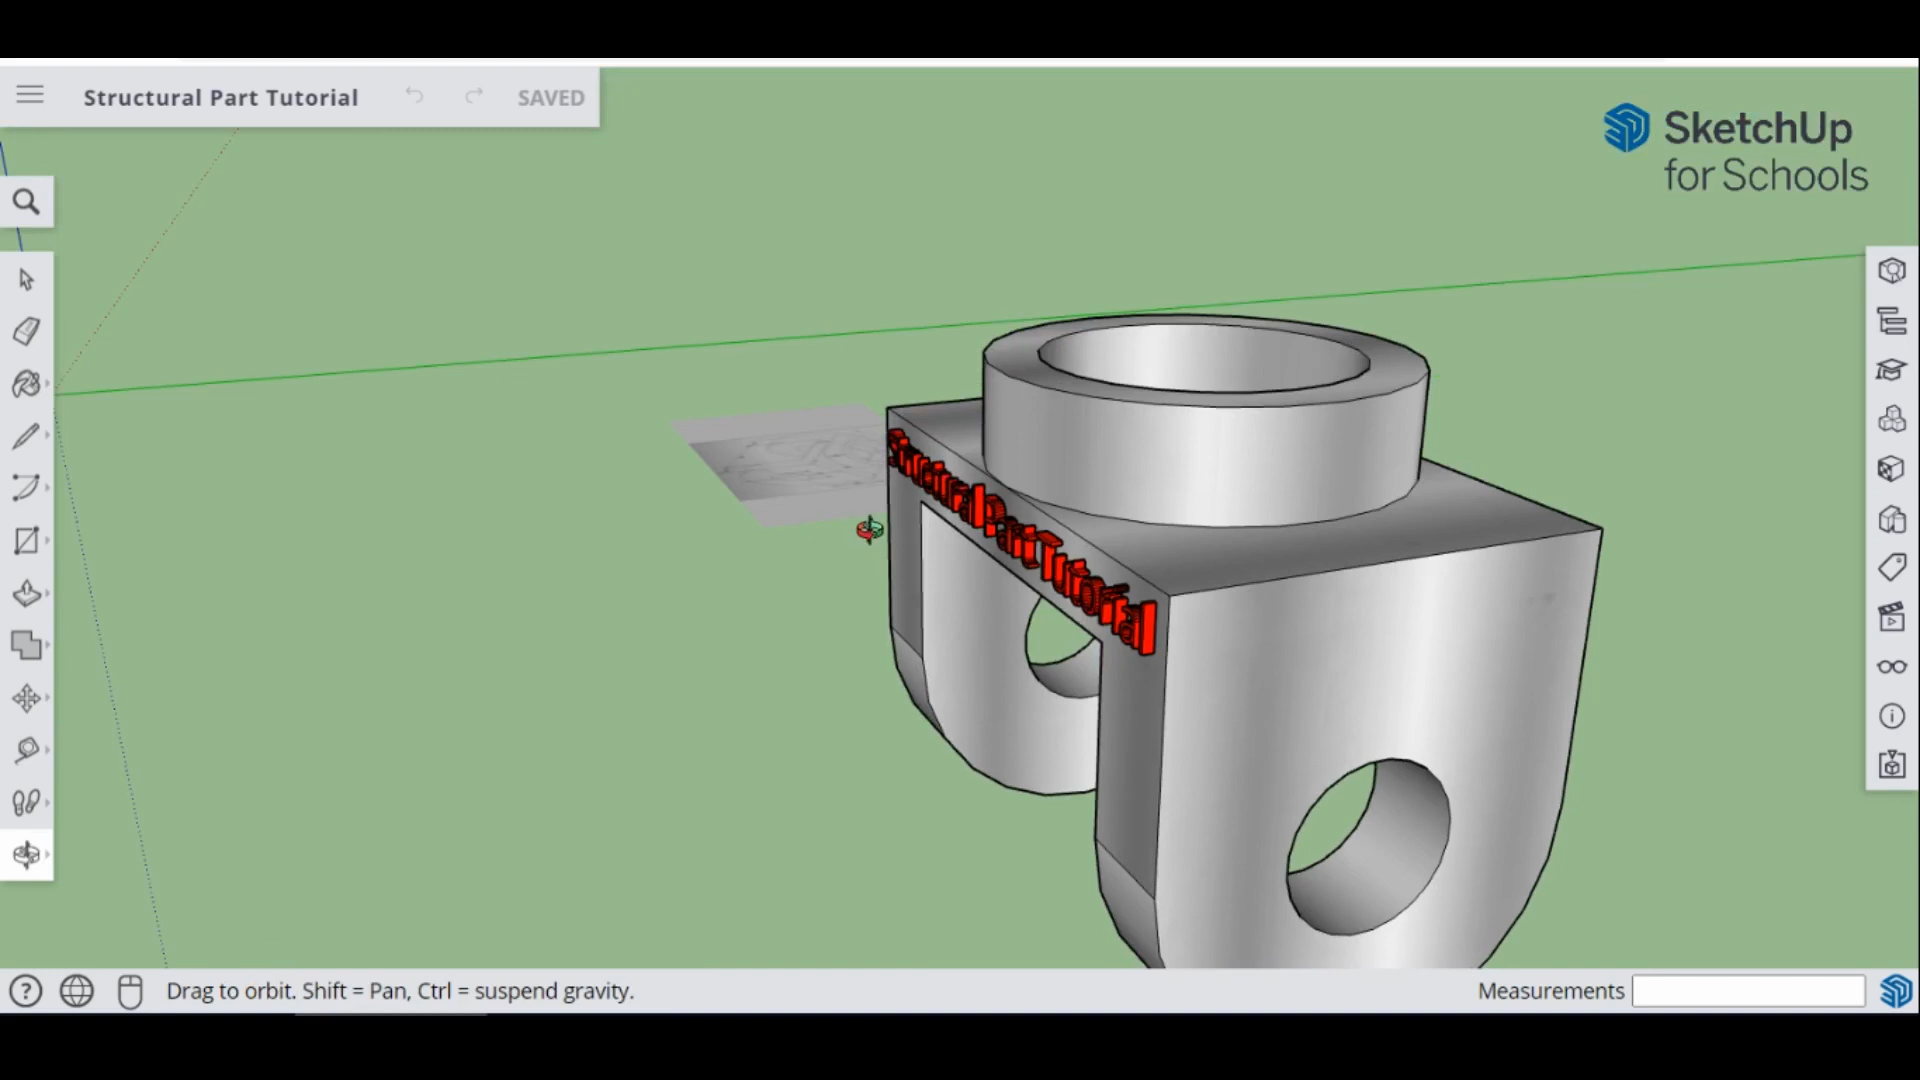 Structural Part Tutorial SAVED
SketchUp
for Schools
Structural Part Tutorial
Drag to orbit. Shift = Pan, Ctrl = suspend gravity.
Measurements